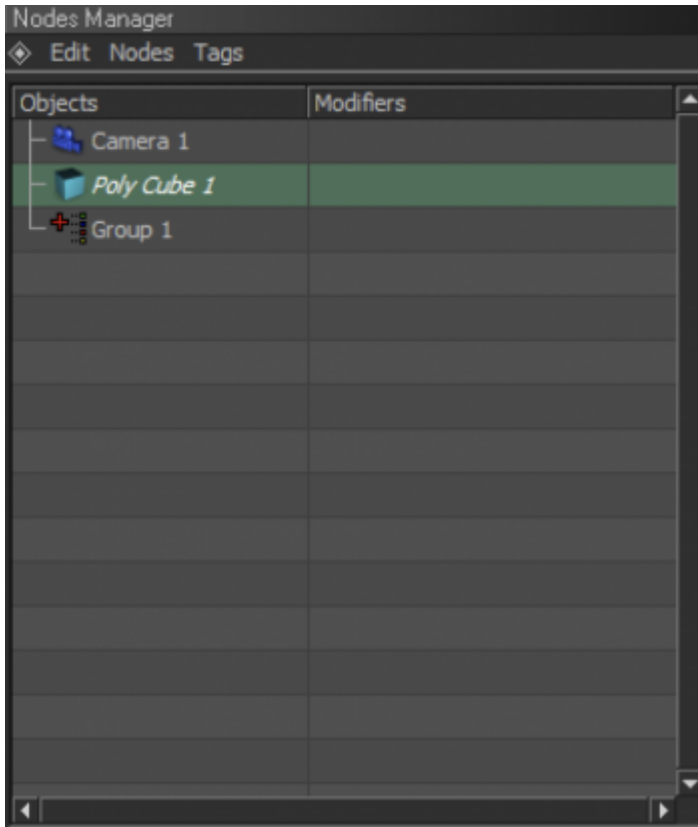 Nodes Manager
Edit Nodes Tags
Objects Modifiers
Camera 1
Poly Cube 1
Group 1